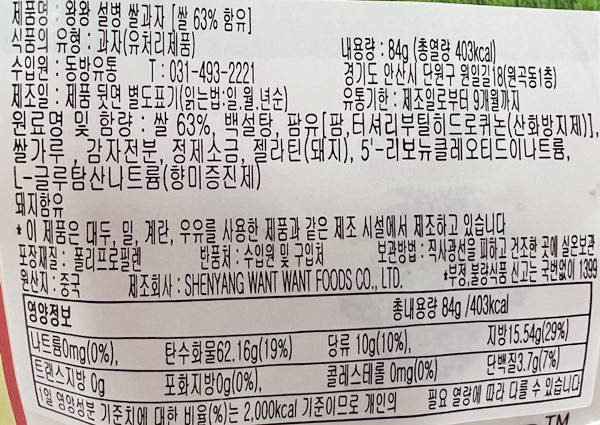 제품명 : 왕왕 설병 쌀과자 [쌀 63% 함유]
식품의 유형 : 과자(유처리제품)
내용량 : 84g (총열량 403kcal)
수입원 : 동방유통 T : 031-493-2221
경기도 안산시 단원구 원일길18(원곡동1층)
제조일 : 제품 뒷면 별도표기(읽는법:일.월.년순)
유통기한 : 제조일로부터 9개월까지
원료명 및 함량 : 쌀 63%, 백설탕, 팜유[팜,터셔리부틸히드로퀴논(산화방지제)],
쌀가루 , 감자전분, 정제소금, 젤라틴(돼지), 5'-리보뉴클레오티드이나트륨,
L-글루탐산나트륨(향미증진제)
돼지함유
* 이 제품은 대두, 밀, 계란, 우유를 사용한 제품과 같은 제조 시설에서 제조하고 있습니다
포장재질 : 폴리프로필렌 반품처 : 수입원 및 구입처 보관방법 : 직사광선을 피하고 건조한 곳에 실온보관
원산지 : 중국 제조회사 : SHENYANG WANT WANT FOODS CO., LTD. *부정,불량식품 신고는 국번없이 1399
영양정보 총내용량 84g /403kcal
나트륨0mg(0%), 탄수화물62.16g(19%) 당류 10g(10%), 지방15.54g(29%)
트랜스지방 0g 포화지방0g(0%), 콜레스테롤 0mg(0%) 단백질3.7g(7%)
1일 영양성분 기준치에 대한 비율(%)는 2,000kcal 기준이므로 개인의 필요 열량에 따라 다를 수 있습니다
TM